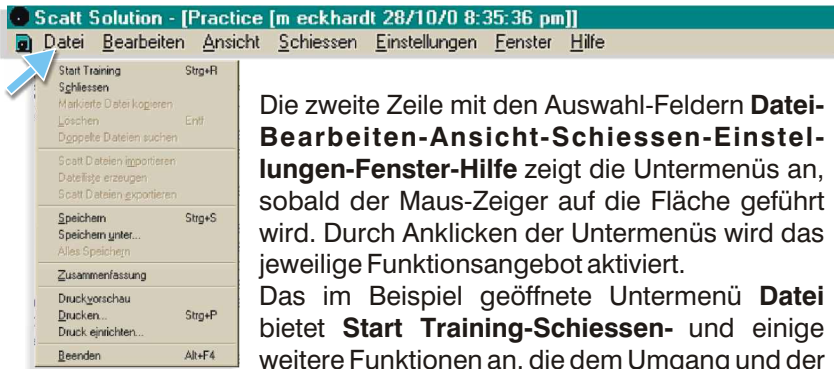 Scatt Solution - [Practice [m eckhardt 28/10/0 8:35:36 pm]]
Datei Bearbeiten Ansicht Schiessen Einstellungen Fenster Hilfe
Start Training Strg+R
Schliessen
Markierte Datei kopieren
Löschen Entf
Doppelte Dateien suchen
Scatt Dateien importieren
Dateiliste erzeugen
Scatt Dateien exportieren
Speichern Strg+S
Speichern unter...
Alles Speichern
Zusammenfassung
Druckvorschau
Drucken... Strg+P
Druck einrichten...
Beenden Alt+F4
Die zweite Zeile mit den Auswahl-Feldern Datei-
Bearbeiten-Ansicht-Schiessen-Einstel-
lungen-Fenster-Hilfe zeigt die Untermenüs an,
sobald der Maus-Zeiger auf die Fläche geführt
wird. Durch Anklicken der Untermenüs wird das
jeweilige Funktionsangebot aktiviert.
Das im Beispiel geöffnete Untermenü Datei
bietet Start Training-Schiessen- und einige
weitere Funktionen an, die dem Umgang und der